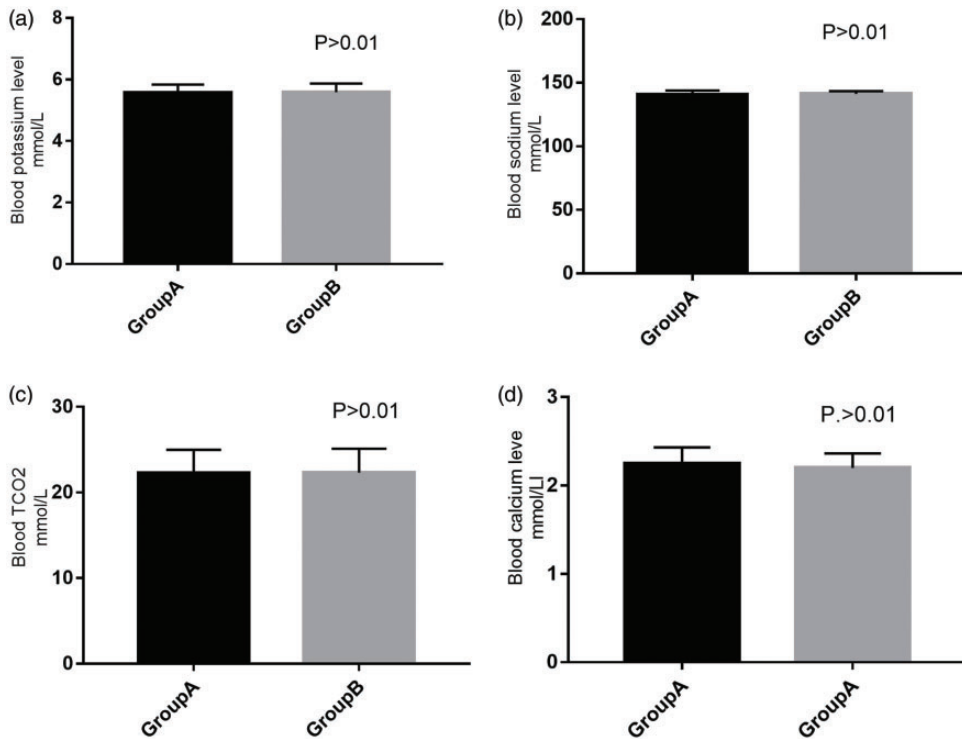 (a)
Blood potassium level
mmol/L
8
6
4
2
0
P>0.01
GroupA
GroupB
(b)
Blood sodium level
mmol/L
200
150
100
50
0
P>0.01
GroupA
GroupB
(c)
Blood TCO2
mmol/L
30
20
10
0
P>0.01
GroupA
GroupB
(d)
Blood calcium leve
mmol/Ll
3
2
1
0
P.>0.01
GroupA
GroupA